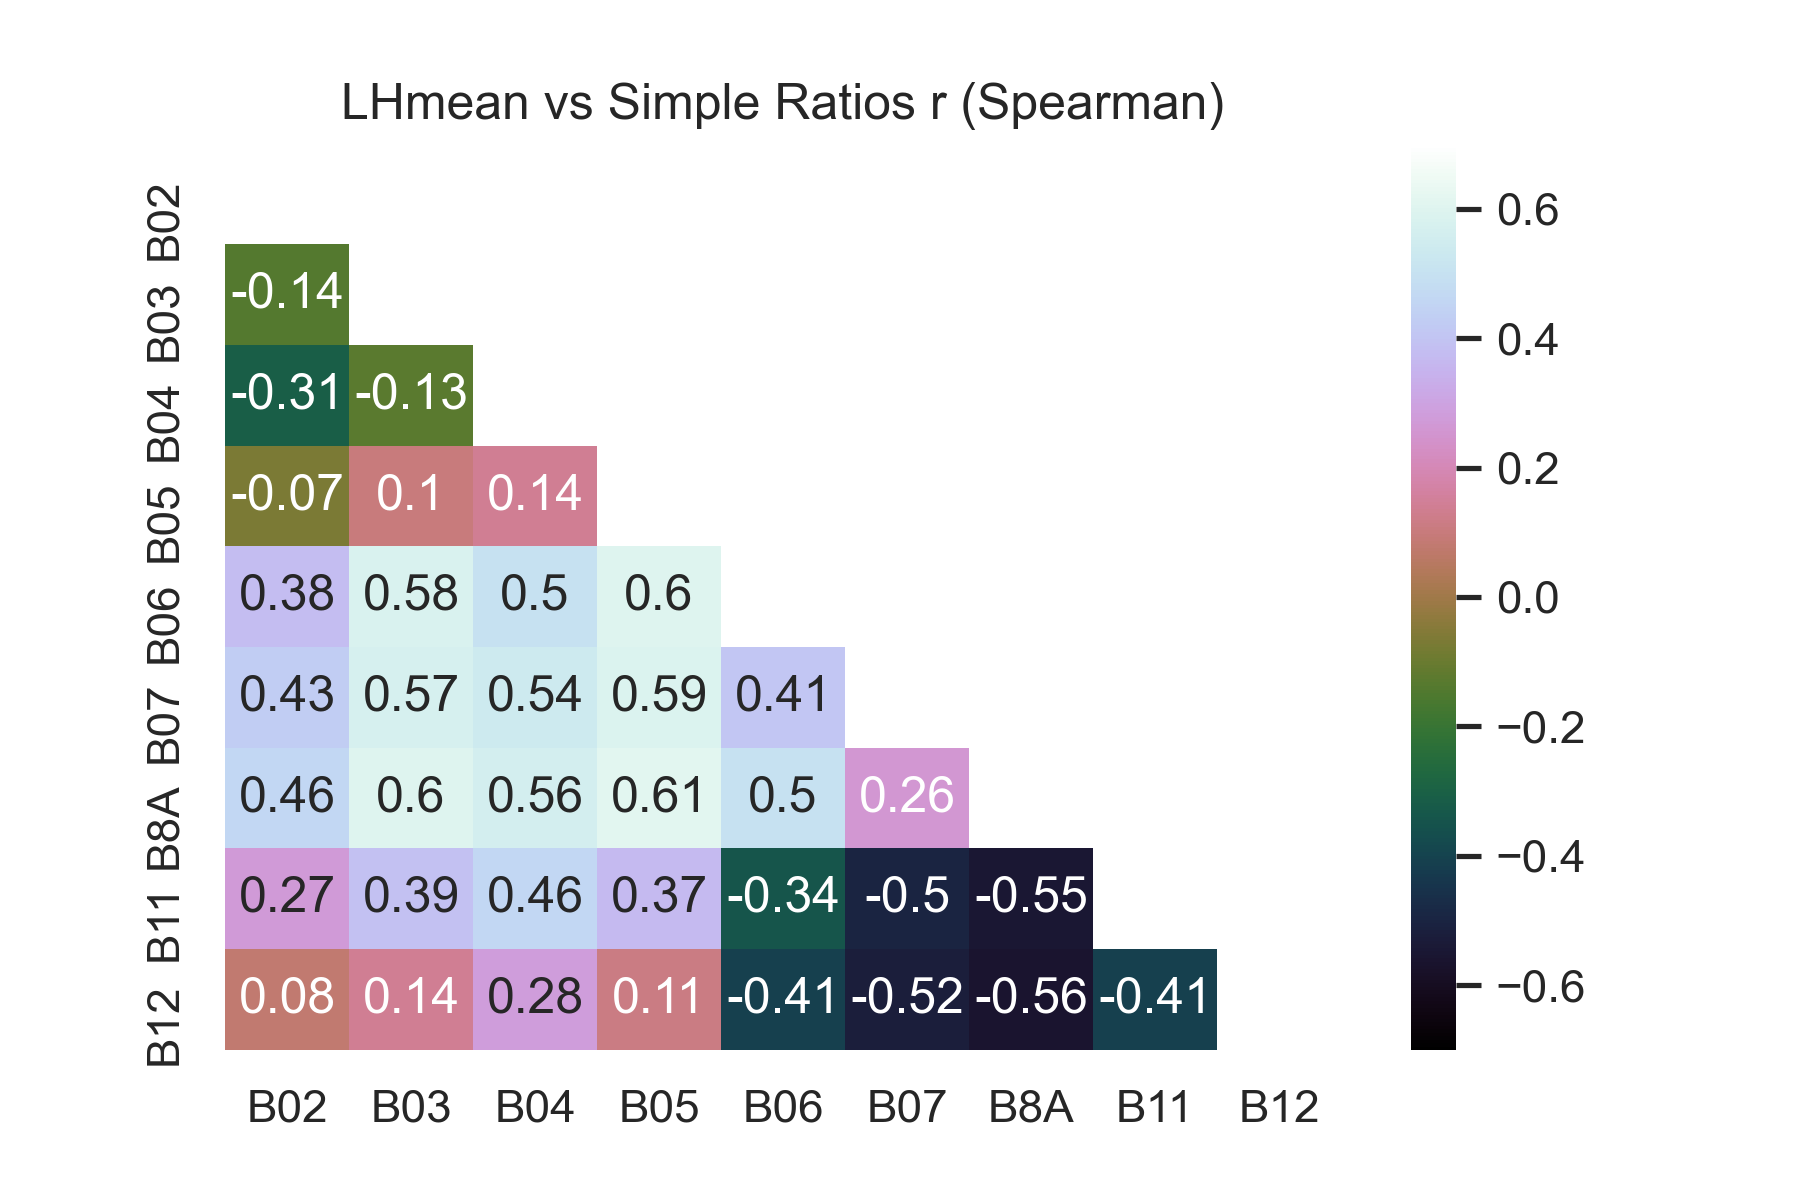 LHmean vs Simple Ratios r (Spearman)
B02
B03 -0.14
B04 -0.31 -0.13
B05 -0.07 0.1 0.14
B06 0.38 0.58 0.5 0.6
B07 0.43 0.57 0.54 0.59 0.41
B8A 0.46 0.6 0.56 0.61 0.5 0.26
B11 0.27 0.39 0.46 0.37 -0.34 -0.5 -0.55
B12 0.08 0.14 0.28 0.11 -0.41 -0.52 -0.56 -0.41
B02 B03 B04 B05 B06 B07 B8A B11 B12
0.6
0.4
0.2
0.0
−0.2
−0.4
−0.6